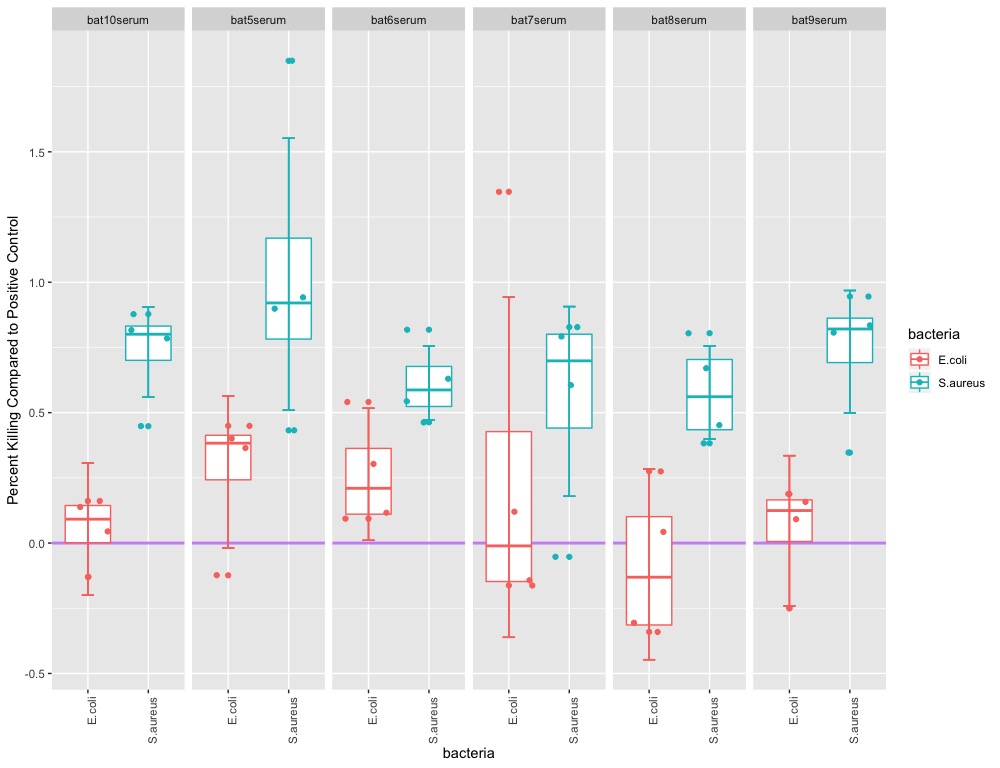 bat10serum bat5serum bat6serum bat7serum bat8serum bat9serum
Percent Killing Compared to Positive Control
1.5
1.0
0.5
0.0
-0.5
bacteria
E.coli
S.aureus
E.coli S.aureus E.coli S.aureus E.coli S.aureus E.coli S.aureus E.coli S.aureus E.coli S.aureus
bacteria